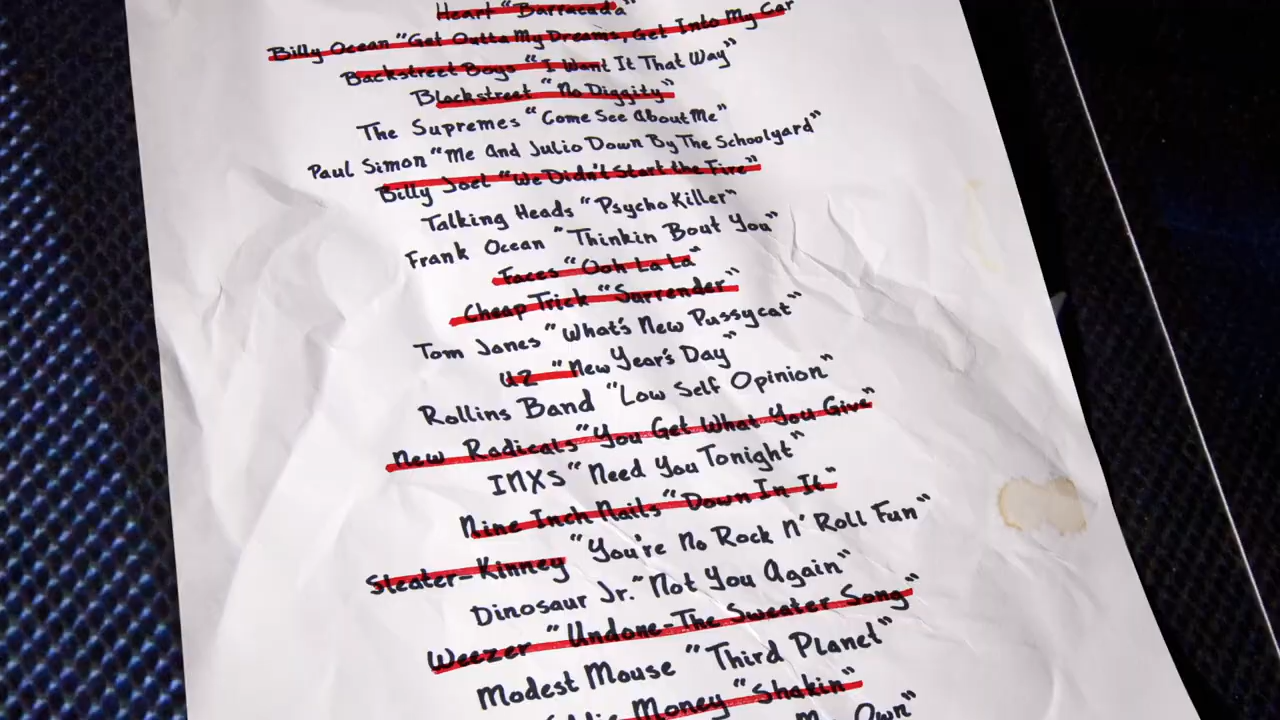 Heart "Barracuda"
Billy Ocean "Get Outta My Dreams, Get Into My Car
Backstreet Boys "I Want It That Way"
Blackstreet "No Diggity"
The Supremes "Come See About Me"
Paul Simon "Me And Julio Down By The Schoolyard"
Billy Joel "We Didn't Start the Fire"
Talking Heads "Psycho Killer"
Frank Ocean "Thinkin Bout You"
Faces "Ooh La La"
Cheap Trick "Surrender"
Tom Jones "What's New Pussycat"
U2 "New Year's Day"
Rollins Band "Low Self Opinion"
New Radicals "You Get What You Give"
INXS "Need You Tonight"
Nine Inch Nails "Down In It"
Sleater-Kinney "You're No Rock N' Roll Fun"
Dinosaur Jr. "Not You Again"
Weezer "Undone-The Sweater Song"
Modest Mouse "Third Planet"
Money "Shakin"
Own"